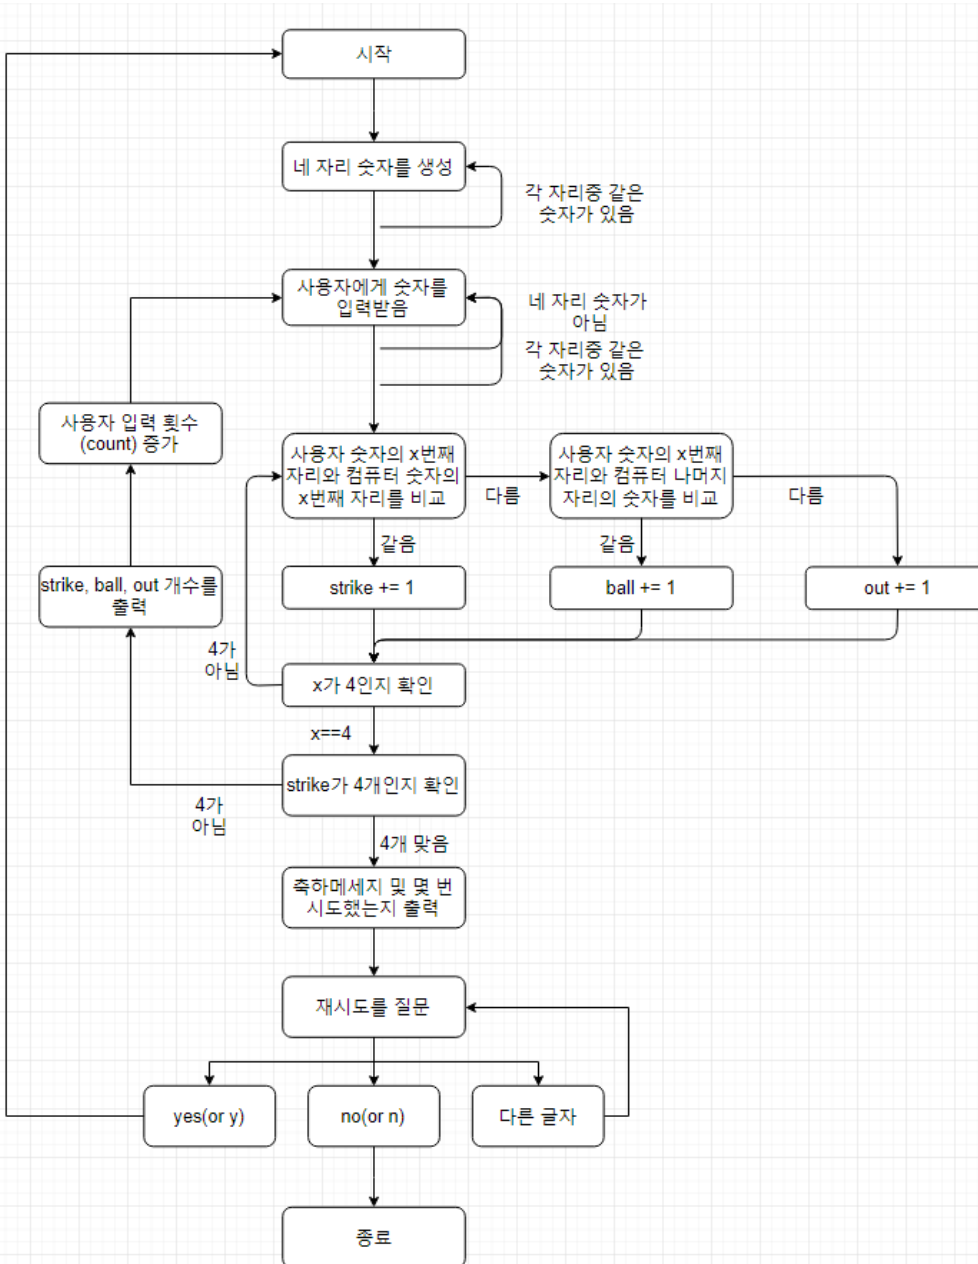 시작
네 자리 숫자를 생성
각 자리중 같은
숫자가 있음
사용자에게 숫자를
입력받음
네 자리 숫자가
아님
각 자리중 같은
숫자가 있음
사용자 입력 횟수
(count) 증가
사용자 숫자의 x번째
자리와 컴퓨터 숫자의
x번째 자리를 비교
다름
사용자 숫자의 x번째
자리와 컴퓨터 나머지
자리의 숫자를 비교
다름
같음
같음
strike, ball, out 개수를
출력
strike += 1
ball += 1
out += 1
4가
아님
x가 4인지 확인
x==4
strike가 4개인지 확인
4가
아님
4개 맞음
축하메세지 및 몇 번
시도했는지 출력
재시도를 질문
yes(or y)
no(or n)
다른 글자
종료